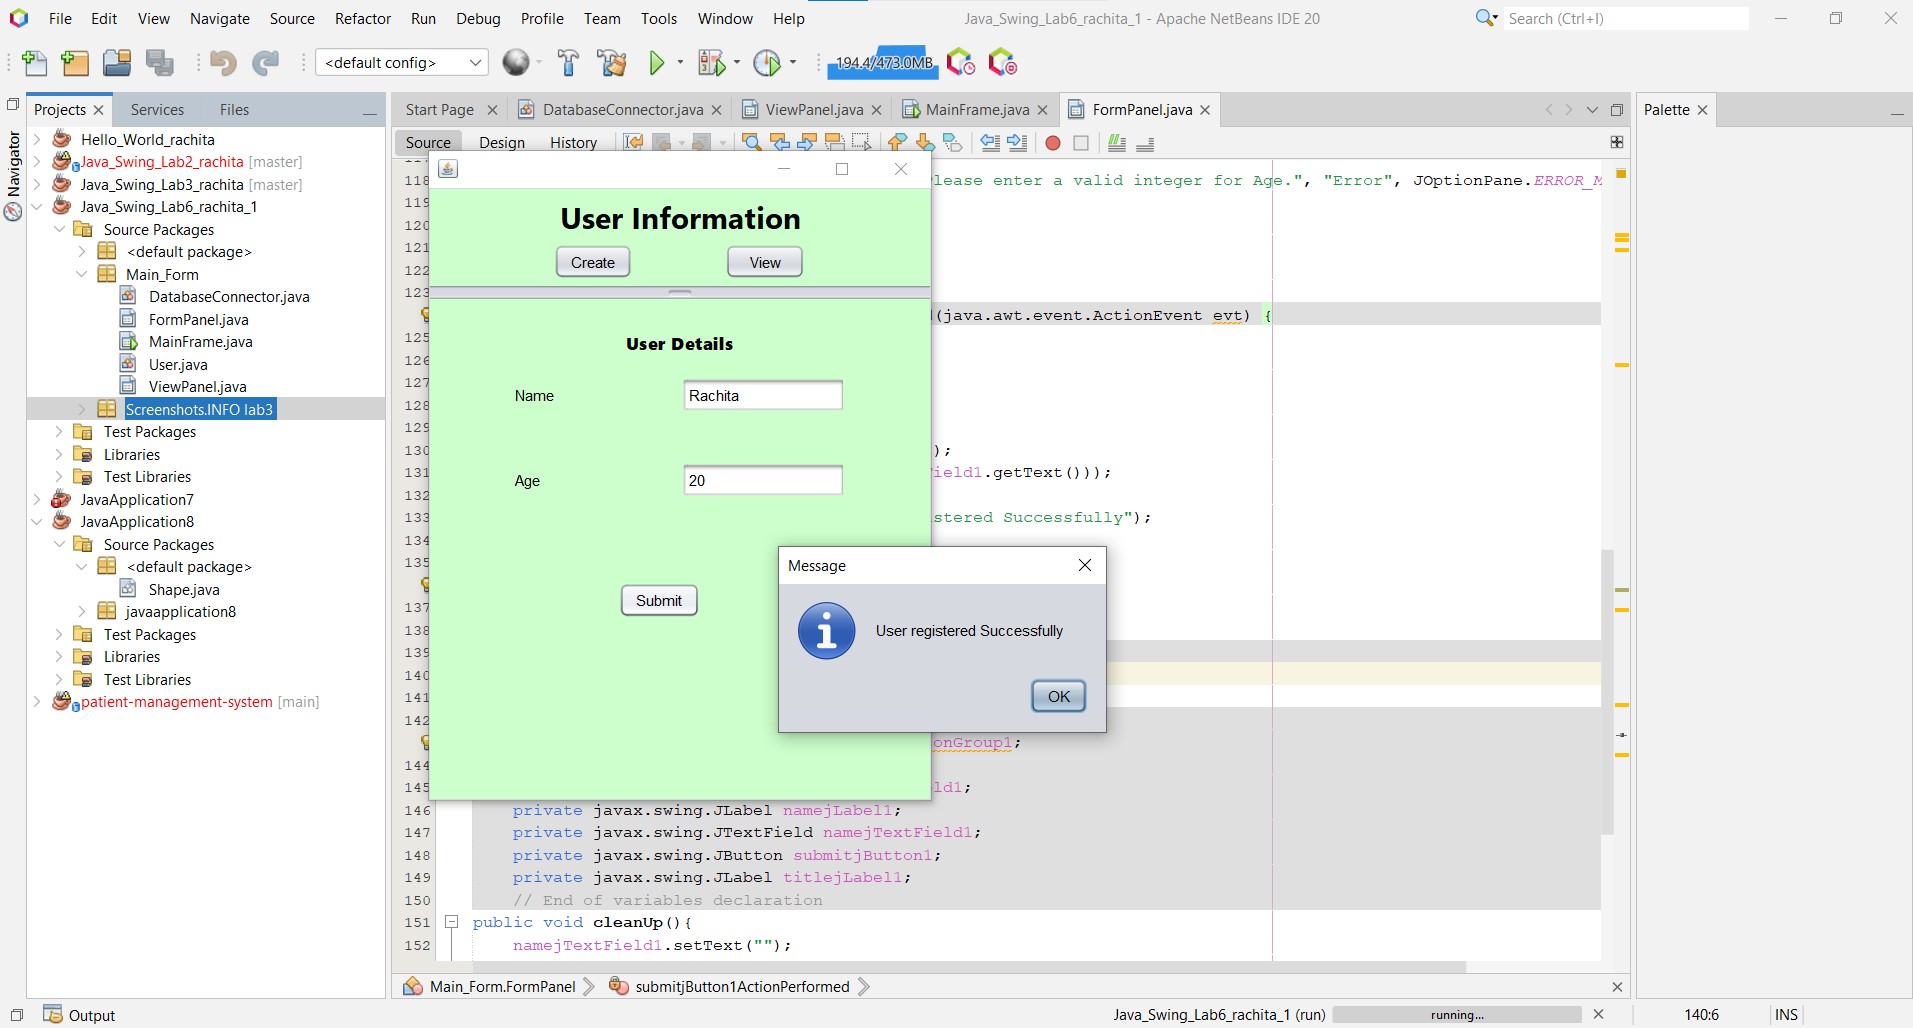 File Edit View Navigate Source Refactor Run Debug Profile Team Tools Window Help
Java_Swing_Lab6_rachita_1 - Apache NetBeans IDE 20
Search (Ctrl+I)
<default config>
194.4/473.0MB
Projects Services Files
Start Page DatabaseConnector.java ViewPanel.java MainFrame.java FormPanel.java
Palette
Source Design History
Navigator
Hello_World_rachita
Java_Swing_Lab2_rachita [master]
Java_Swing_Lab3_rachita [master]
Java_Swing_Lab6_rachita_1
Source Packages
<default package>
Main_Form
DatabaseConnector.java
FormPanel.java
MainFrame.java
User.java
ViewPanel.java
Screenshots.INFO lab3
Test Packages
Libraries
Test Libraries
JavaApplication7
JavaApplication8
Source Packages
<default package>
Shape.java
javaapplication8
Test Packages
Libraries
Test Libraries
patient-management-system [main]
User Information
Create View
User Details
Name Rachita
Age 20
Submit
Message
User registered Successfully
OK
118 lease enter a valid integer for Age.", "Error", JOptionPane.ERROR_M
119
120
121
122
123
(java.awt.event.ActionEvent evt) {
125
126
127
128
129
130 );
131 ield1.getText()));
132
133 stered Successfully");
134
135
137
138
139
140
141
142
onGroup1;
144
145 ld1;
146 private javax.swing.JLabel namejLabel1;
147 private javax.swing.JTextField namejTextField1;
148 private javax.swing.JButton submitjButton1;
149 private javax.swing.JLabel titlejLabel1;
150 // End of variables declaration
151 public void cleanUp(){
152 namejTextField1.setText("");
Main_Form.FormPanel submitjButton1ActionPerformed
Output
Java_Swing_Lab6_rachita_1 (run) running...
140:6 INS